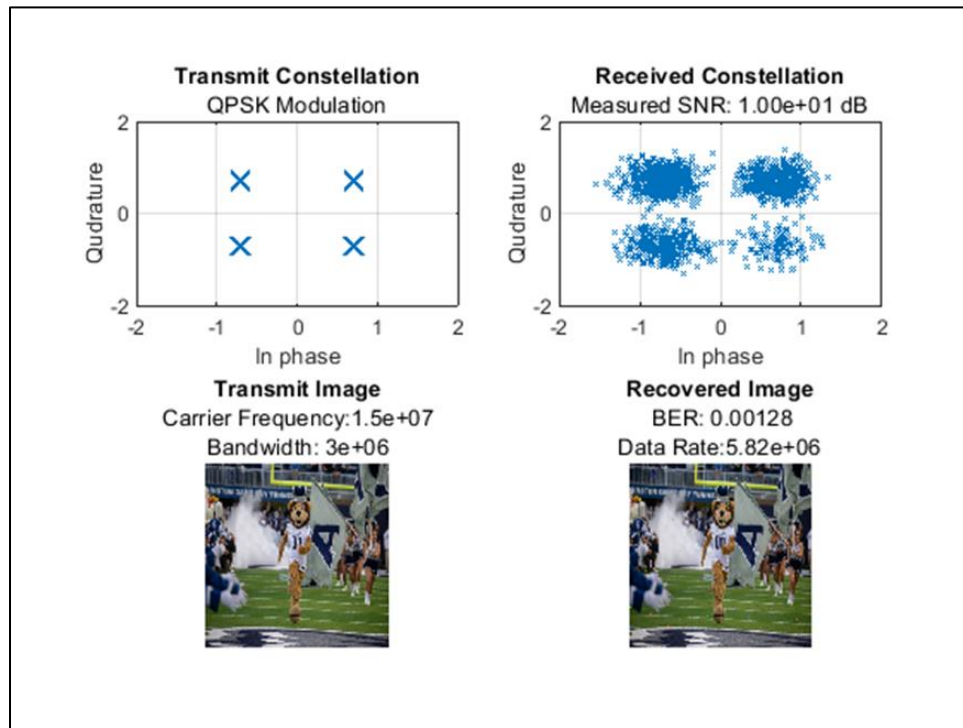 Transmit Constellation
QPSK Modulation
2
0
-2
-2
-1
0
1
2
Qudrature
In phase
Received Constellation
Measured SNR: 1.00e+01 dB
2
0
-2
-2
-1
0
1
2
Qudrature
In phase
Transmit Image
Carrier Frequency:1.5e+07
Bandwidth: 3e+06
Recovered Image
BER: 0.00128
Data Rate:5.82e+06